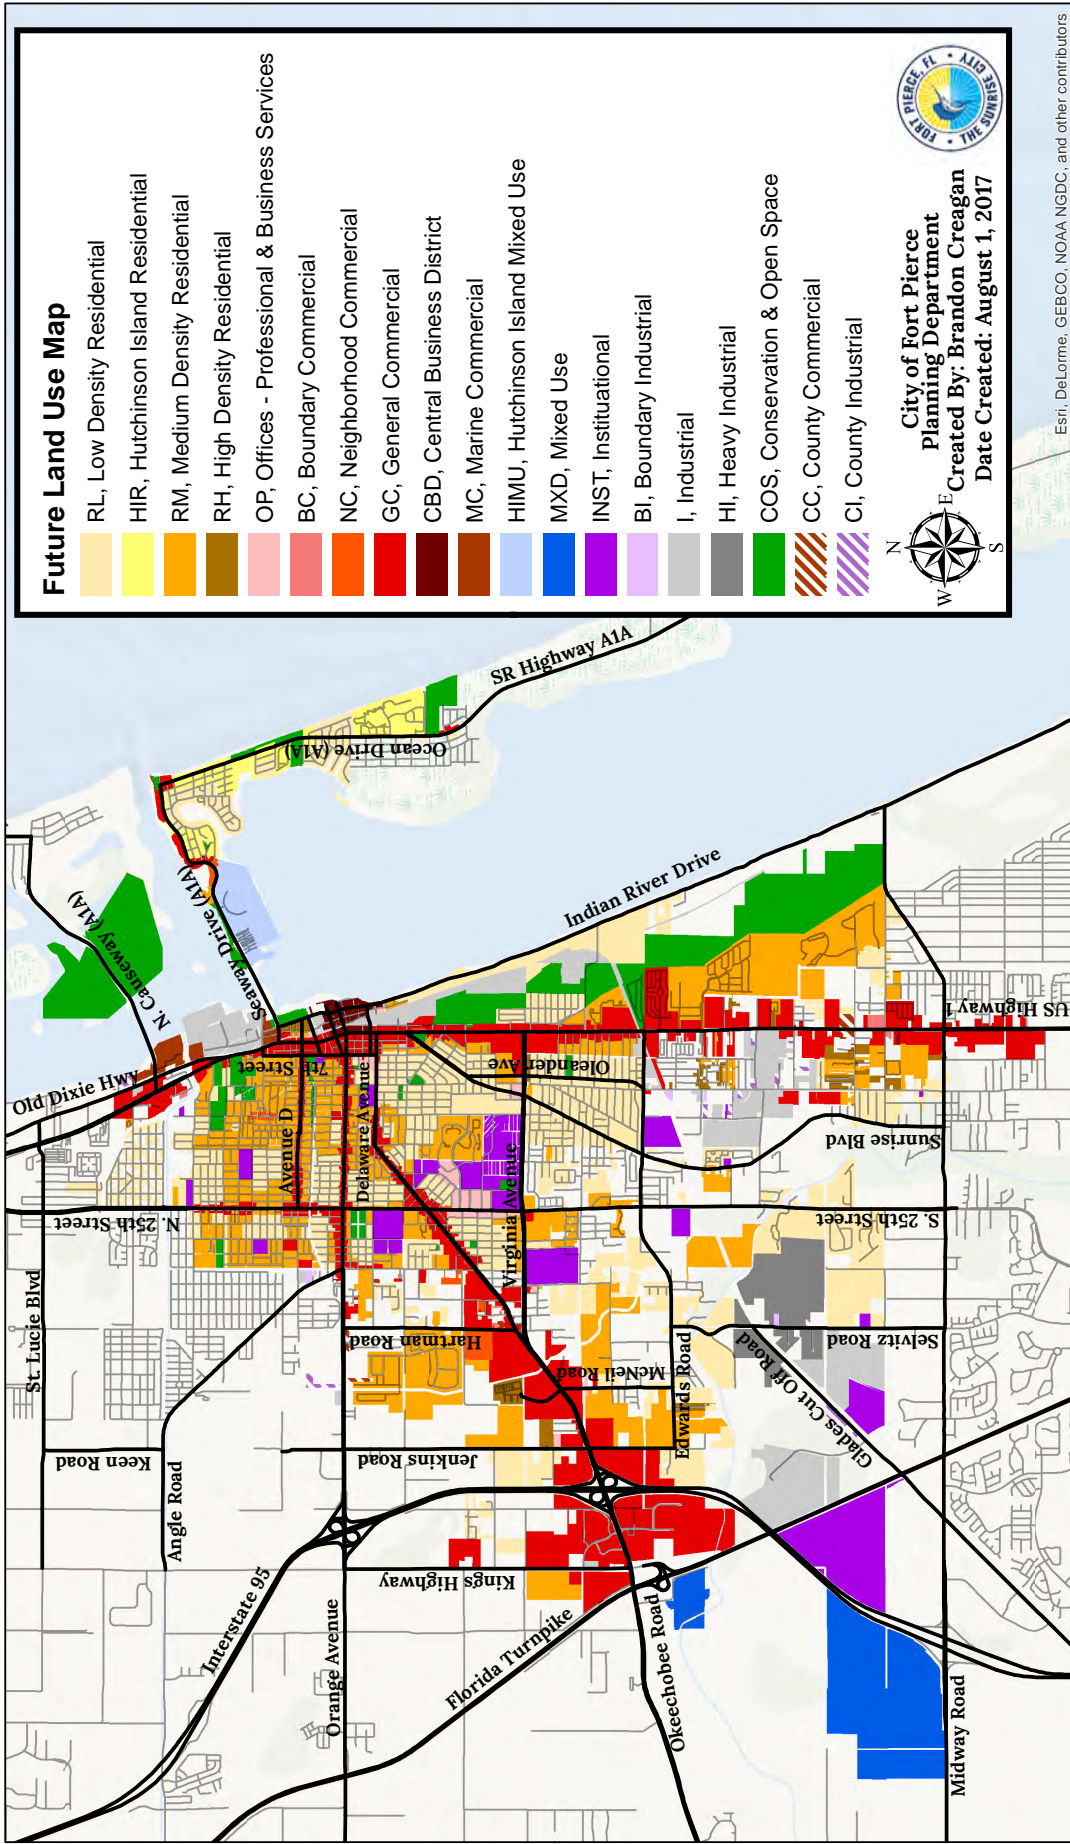 Future Land Use Map
RL, Low Density Residential
HIR, Hutchinson Island Residential
RM, Medium Density Residential
RH, High Density Residential
OP, Offices - Professional & Business Services
BC, Boundary Commercial
NC, Neighborhood Commercial
GC, General Commercial
CBD, Central Business District
MC, Marine Commercial
HIMU, Hutchinson Island Mixed Use
MXD, Mixed Use
INST, Instituational
BI, Boundary Industrial
I, Industrial
HI, Heavy Industrial
COS, Conservation & Open Space
CC, County Commercial
CI, County Industrial
N
W
E
S
City of Fort Pierce
Planning Department
Created By: Brandon Creagan
Date Created: August 1, 2017
FORT PIERCE, FL
THE SUNRISE CITY
Esri, DeLorme, GEBCO, NOAA NGDC, and other contributors
SR Highway A1A
Ocean Drive (A1A)
N. Causeway (A1A)
Seaway Drive (A1A)
Indian River Drive
US Highway 1
Old Dixie Hwy
7th Street
Avenue D
Delaware Avenue
Oleander Ave
Virginia Avenue
Sunrise Blvd
N. 25th Street
S. 25th Street
St. Lucie Blvd
Hartman Road
McNeil Road
Edwards Road
Selvitz Road
Glades Cut Off Road
Keen Road
Angle Road
Jenkins Road
Kings Highway
Interstate 95
Orange Avenue
Florida Turnpike
Okeechobee Road
Midway Road